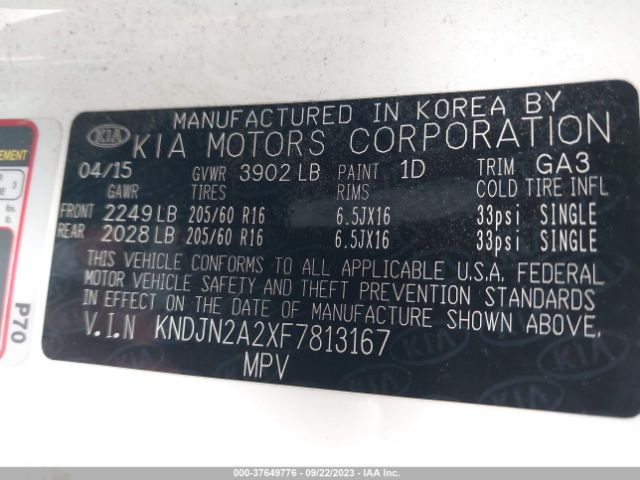 MANUFACTURED IN KOREA BY
KIA KIA MOTORS CORPORATION
04/15 GVWR 3902 LB PAINT 1D TRIM GA3
GAWR TIRES RIMS COLD TIRE INFL
FRONT 2249 LB 205/60 R16 6.5JX16 33psi SINGLE
REAR 2028 LB 205/60 R16 6.5JX16 33psi SINGLE
THIS VEHICLE CONFORMS TO ALL APPLICABLE U.S.A. FEDERAL
MOTOR VEHICLE SAFETY AND THEFT PREVENTION STANDARDS
IN EFFECT ON THE DATE OF MANUFACTURE SHOWN ABOVE.
V.I.N KNDJN2A2XF7813167
MPV
P70
IAA - 37649776 - 09/22/2023 - IAA Inc.